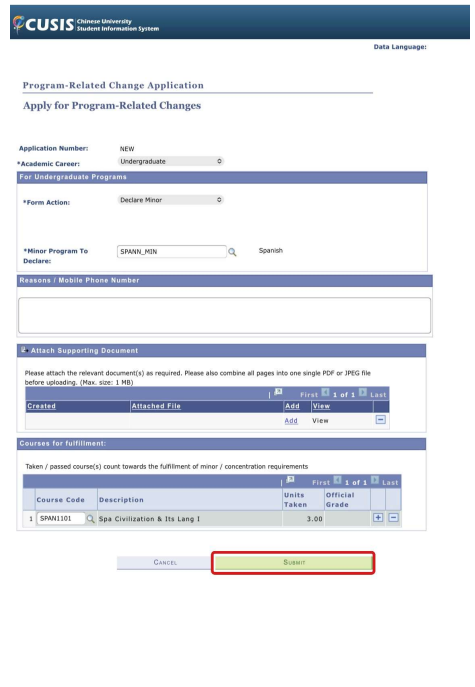 CUSIS Chinese University
Student Information System
Data Language:
Program-Related Change Application
Apply for Program-Related Changes
Application Number: NEW
*Academic Career: Undergraduate
For Undergraduate Programs
*Form Action: Declare Minor
*Minor Program To Declare: SPANN_MIN Spanish
Reasons / Mobile Phone Number
Attach Supporting Document
Please attach the relevant document(s) as required. Please also combine all pages into one single PDF or JPEG file
before uploading. (Max. size: 1 MB)
First 1 of 1 Last
Created Attached File Add View
Add View
Courses for fulfillment:
Taken / passed course(s) count towards the fulfillment of minor / concentration requirements
First 1 of 1 Last
Course Code Description Units Taken Official Grade
1 SPAN1101 Spa Civilization & Its Lang I 3.00
CANCEL SUBMIT